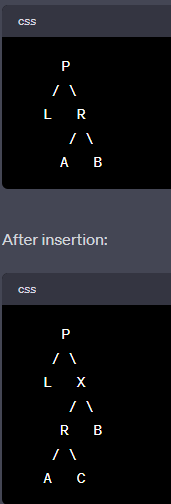 css
P
/ \
L R
/ \
A B
After insertion:
css
P
/ \
L X
/ \
R B
/ \
A C